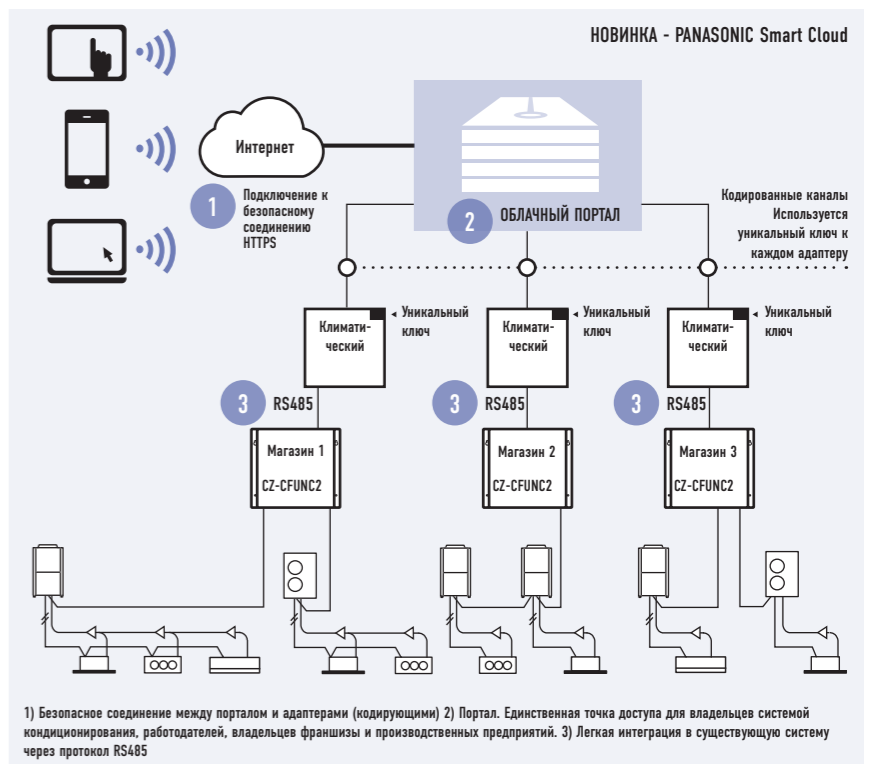 НОВИНКА - PANASONIC Smart Cloud
Интернет
1
Подключение к
безопасному
соединению
HTTPS
2
ОБЛАЧНЫЙ ПОРТАЛ
Кодированные каналы
Используется
уникальный ключ к
каждом адаптеру
Климати-
ческий
Уникальный
ключ
Климати-
ческий
Уникальный
ключ
Климати-
ческий
Уникальный
ключ
3
RS485
3
RS485
3
RS485
Магазин 1
CZ-CFUNC2
Магазин 2
CZ-CFUNC2
Магазин 3
CZ-CFUNC2
1) Безопасное соединение между порталом и адаптерами (кодирующими) 2) Портал. Единственная точка доступа для владельцев системой
кондиционирования, работодателей, владельцев франшизы и производственных предприятий. 3) Легкая интеграция в существующую систему
через протокол RS485